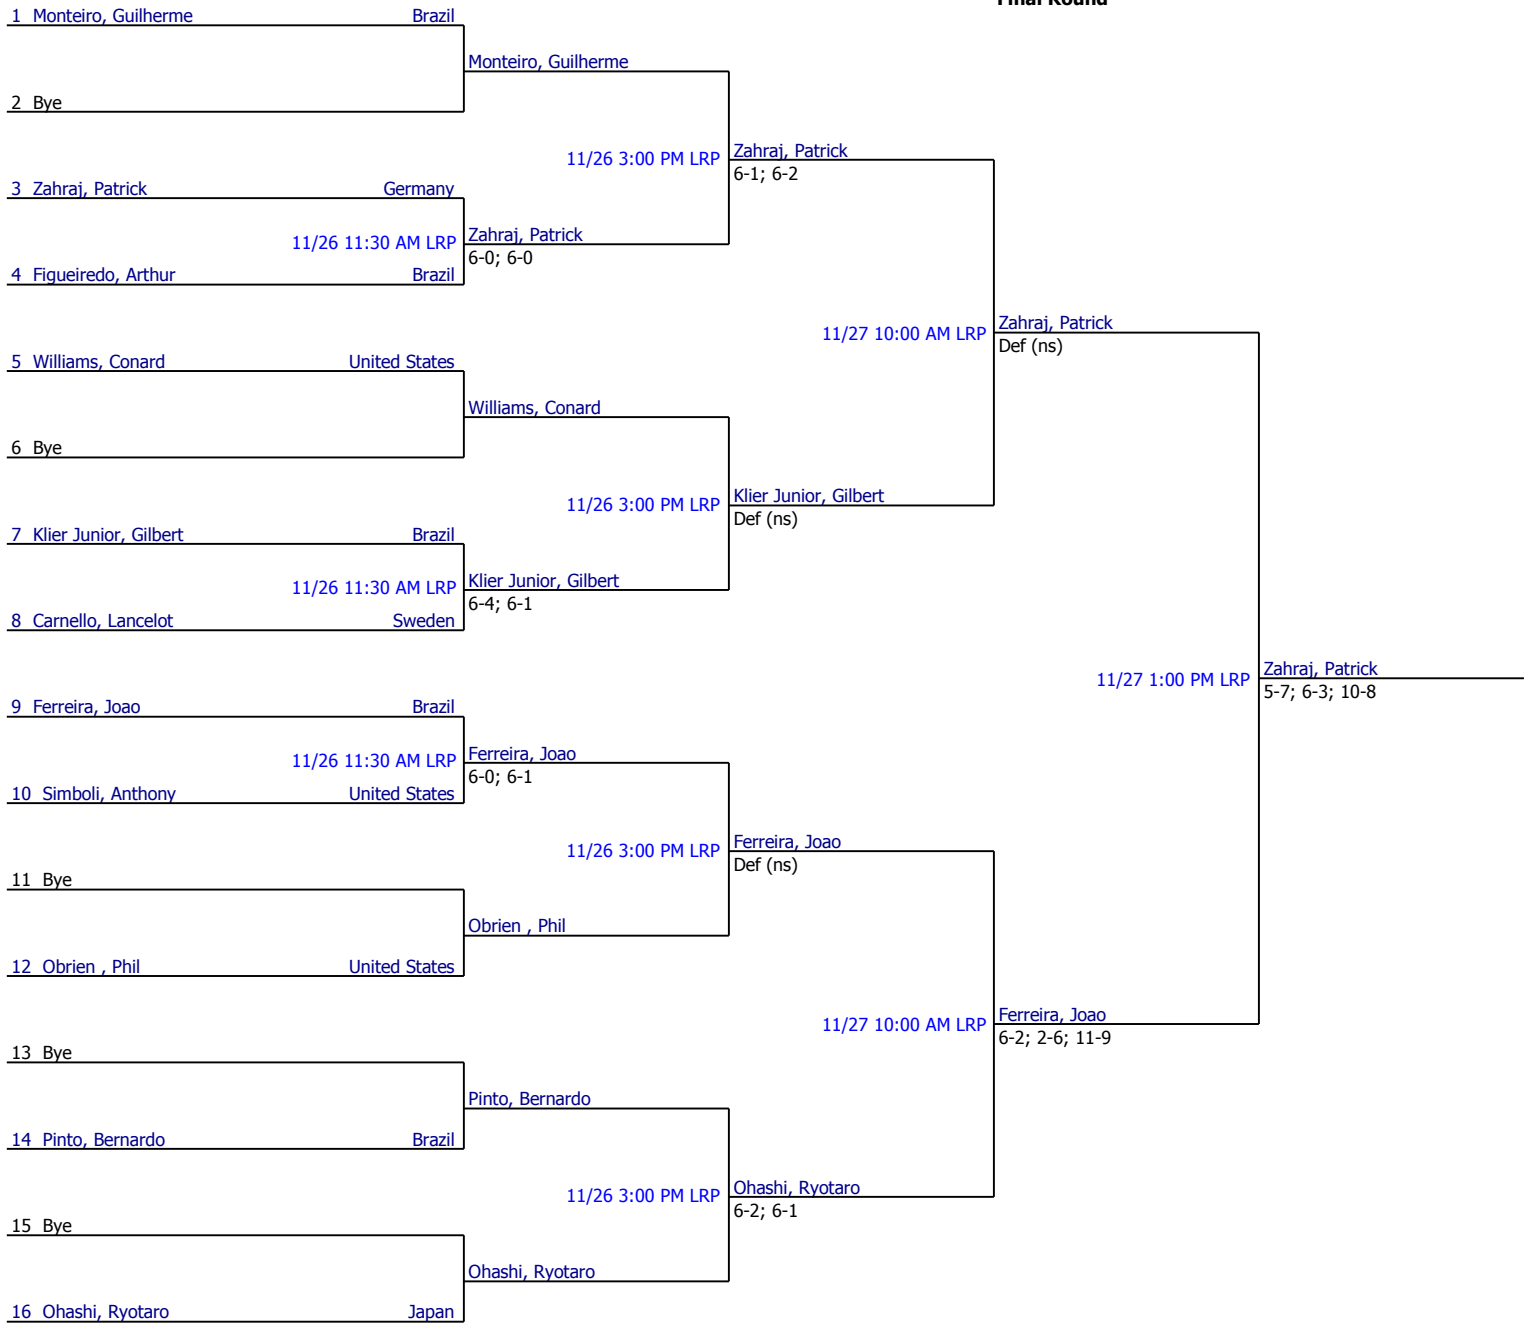 Final Round
1 Monteiro, Guilherme Brazil
Monteiro, Guilherme
2 Bye
11/26 3:00 PM LRP Zahraj, Patrick
6-1; 6-2
3 Zahraj, Patrick Germany
11/26 11:30 AM LRP Zahraj, Patrick
6-0; 6-0
4 Figueiredo, Arthur Brazil
11/27 10:00 AM LRP Zahraj, Patrick
Def (ns)
5 Williams, Conard United States
Williams, Conard
6 Bye
11/26 3:00 PM LRP Klier Junior, Gilbert
Def (ns)
7 Klier Junior, Gilbert Brazil
11/26 11:30 AM LRP Klier Junior, Gilbert
6-4; 6-1
8 Carnello, Lancelot Sweden
11/27 1:00 PM LRP Zahraj, Patrick
5-7; 6-3; 10-8
9 Ferreira, Joao Brazil
11/26 11:30 AM LRP Ferreira, Joao
6-0; 6-1
10 Simboli, Anthony United States
11/26 3:00 PM LRP Ferreira, Joao
Def (ns)
11 Bye
Obrien , Phil
12 Obrien , Phil United States
11/27 10:00 AM LRP Ferreira, Joao
6-2; 2-6; 11-9
13 Bye
Pinto, Bernardo
14 Pinto, Bernardo Brazil
11/26 3:00 PM LRP Ohashi, Ryotaro
6-2; 6-1
15 Bye
Ohashi, Ryotaro
16 Ohashi, Ryotaro Japan